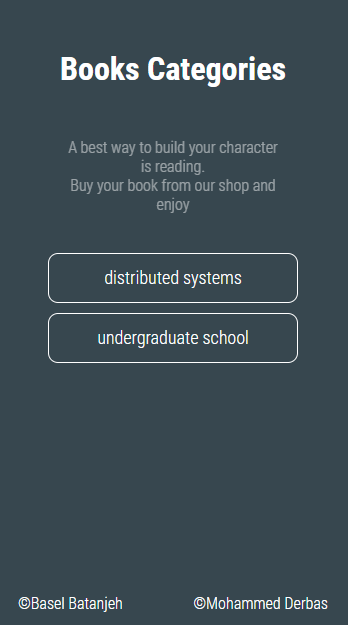 Books Categories
A best way to build your character
is reading.
Buy your book from our shop and
enjoy
distributed systems
undergraduate school
©Basel Batanjeh ©Mohammed Derbas